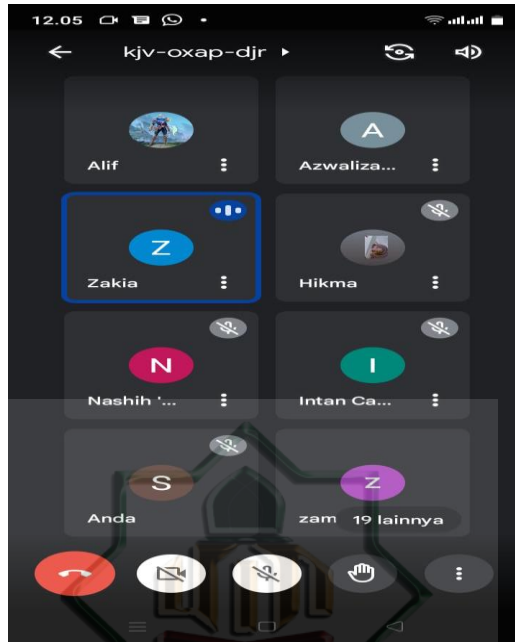 12.05
kjv-oxap-djr
A
Alif
Azwaliza...
Z
Zakia
Hikma
N
I
Nashih '...
Intan Ca...
S
z
Anda
zam 19 lainnya